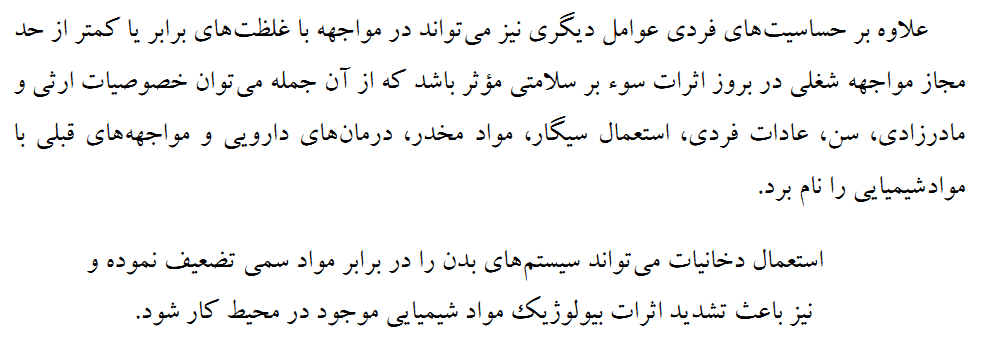 علاوه بر حساسیت‌های فردی عوامل دیگری نیز می‌تواند در مواجهه با غلظت‌های برابر یا کمتر از حد
مجاز مواجهه شغلی در بروز اثرات سوء بر سلامتی مؤثر باشد که از آن جمله می‌توان خصوصیات ارثی و
مادرزادی، سن، عادات فردی، استعمال سیگار، مواد مخدر، درمان‌های دارویی و مواجهه‌های قبلی با
موادشیمیایی را نام برد.
استعمال دخانیات می‌تواند سیستم‌های بدن را در برابر مواد سمی تضعیف نموده و
نیز باعث تشدید اثرات بیولوژیك مواد شیمیایی موجود در محیط کار شود.